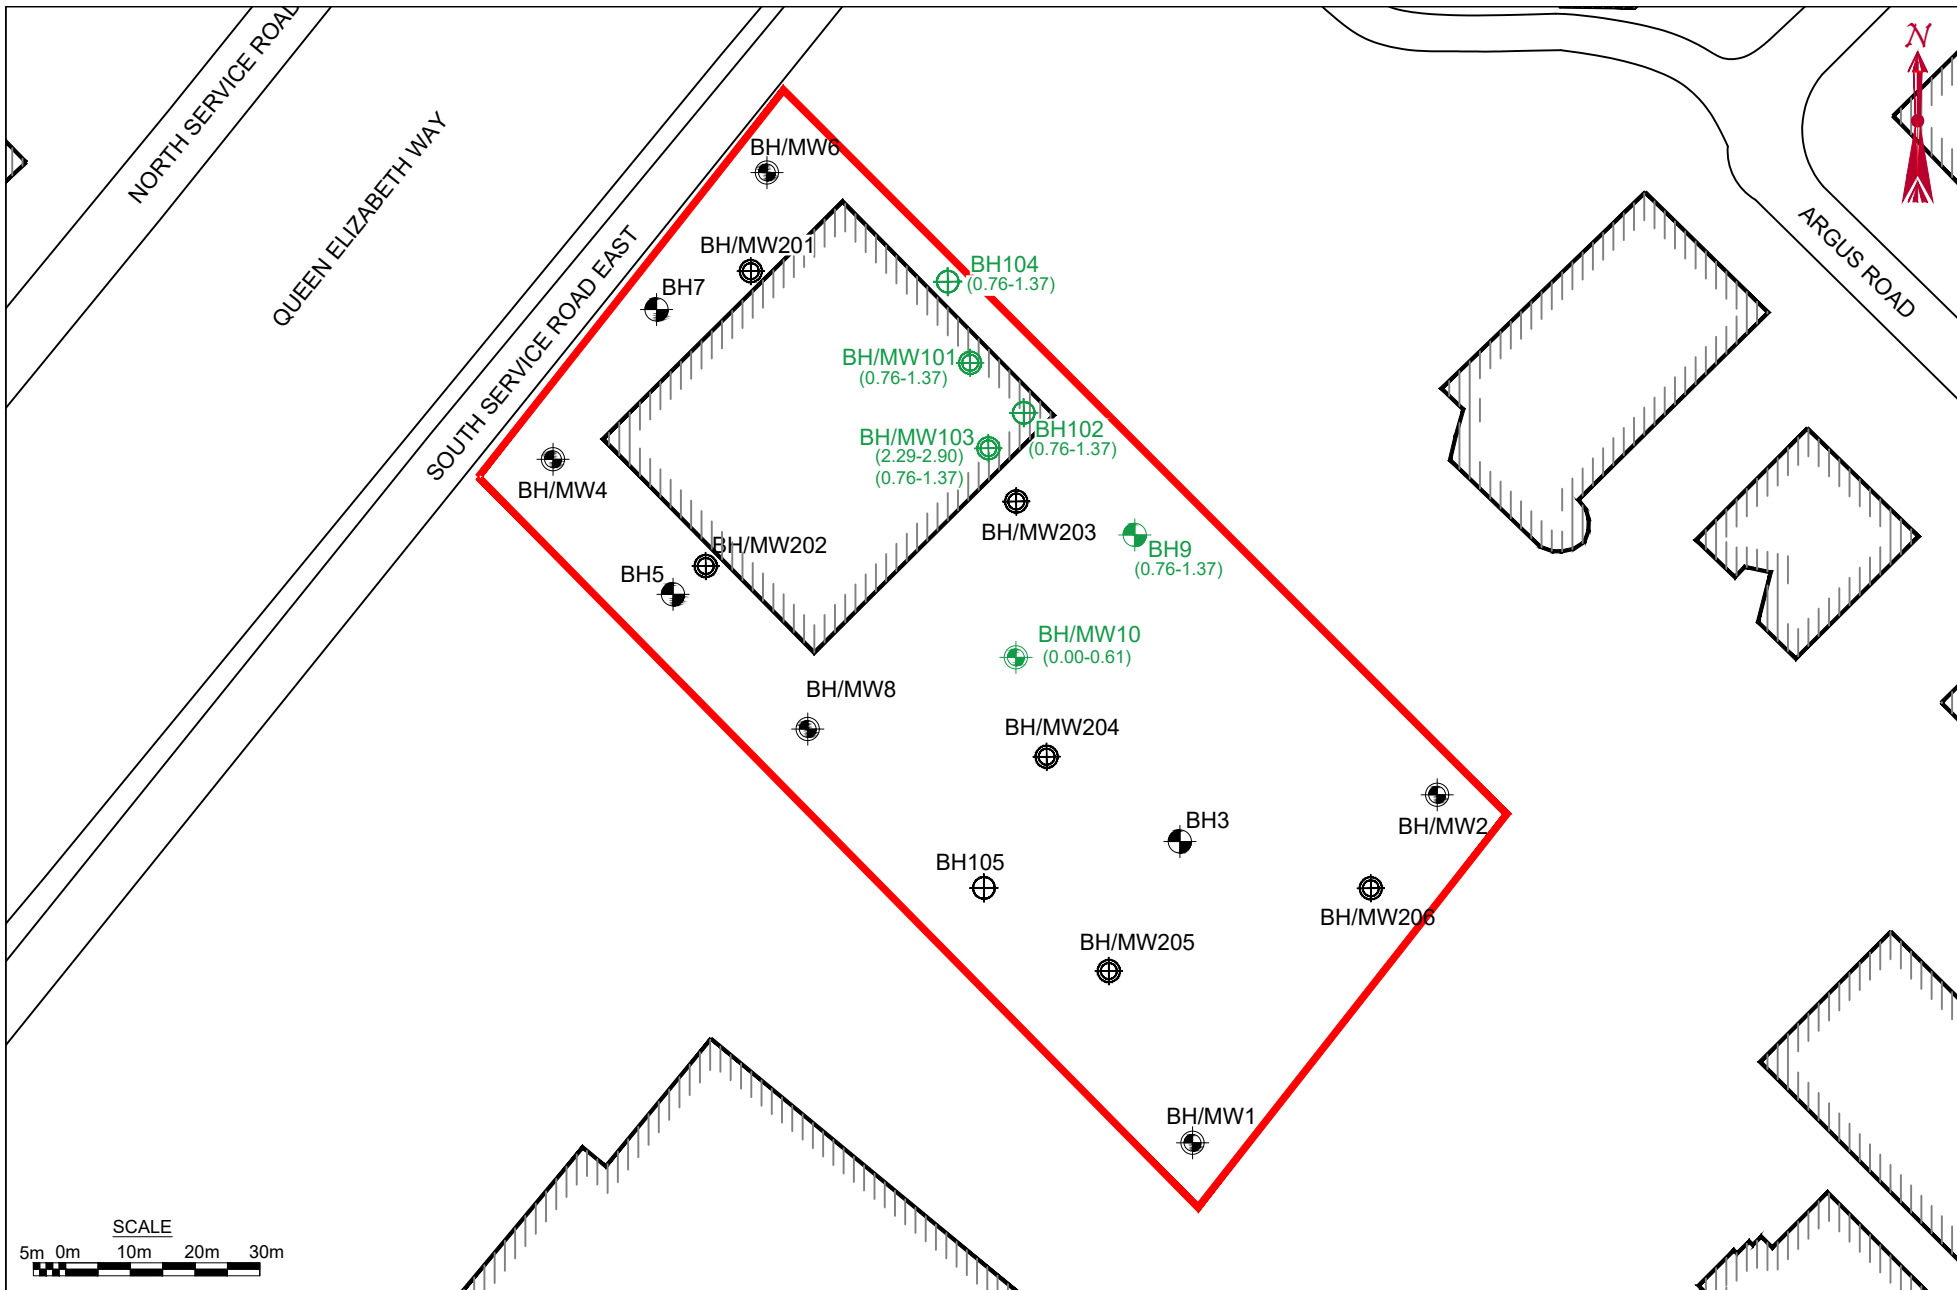 NORTH SERVICE ROAD
QUEEN ELIZABETH WAY
SOUTH SERVICE ROAD EAST
ARGUS ROAD
N
BH/MW6
BH/MW201
BH7
BH104
(0.76-1.37)
BH/MW101
(0.76-1.37)
BH/MW103
(2.29-2.90)
(0.76-1.37)
BH102
(0.76-1.37)
BH/MW4
BH/MW203
BH/MW202
BH9
(0.76-1.37)
BH5
BH/MW10
(0.00-0.61)
BH/MW8
BH/MW204
BH3
BH/MW2
BH105
BH/MW206
BH/MW205
BH/MW1
SCALE
5m 0m 10m 20m 30m